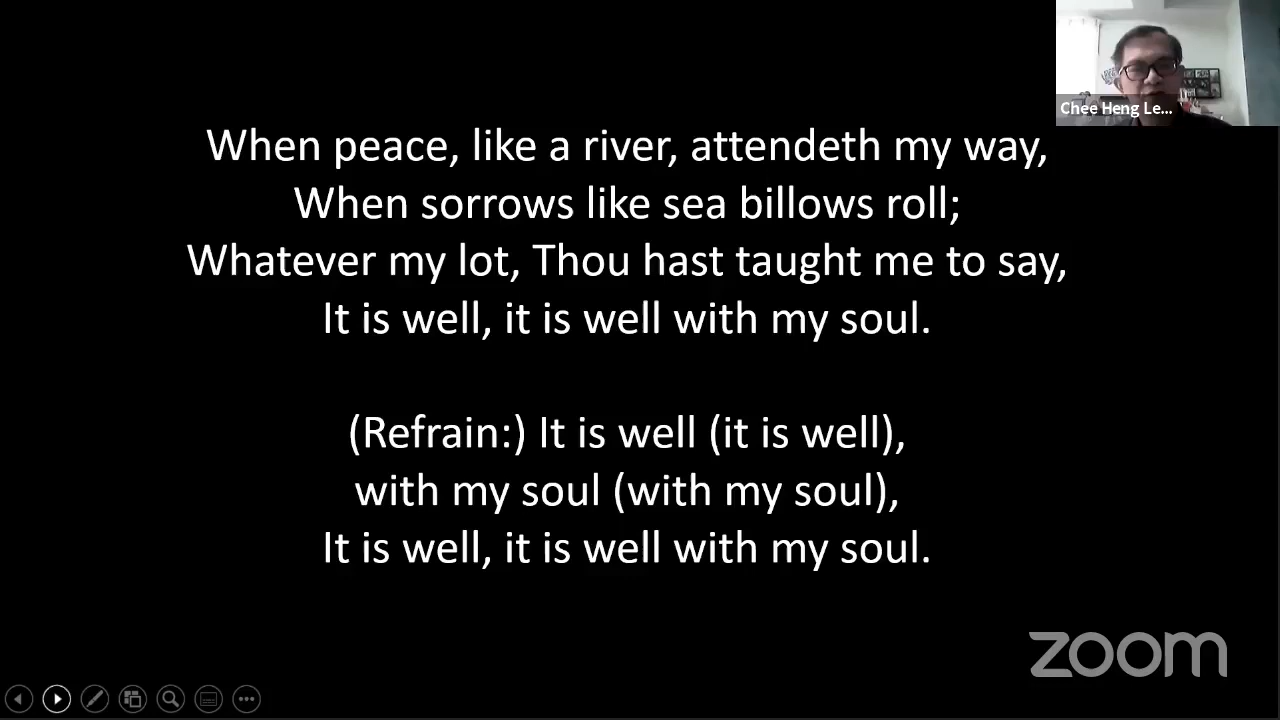 Chee Heng Le...
When peace, like a river, attendeth my way,
When sorrows like sea billows roll;
Whatever my lot, Thou hast taught me to say,
It is well, it is well with my soul.
(Refrain:) It is well (it is well),
with my soul (with my soul),
It is well, it is well with my soul.
zoom